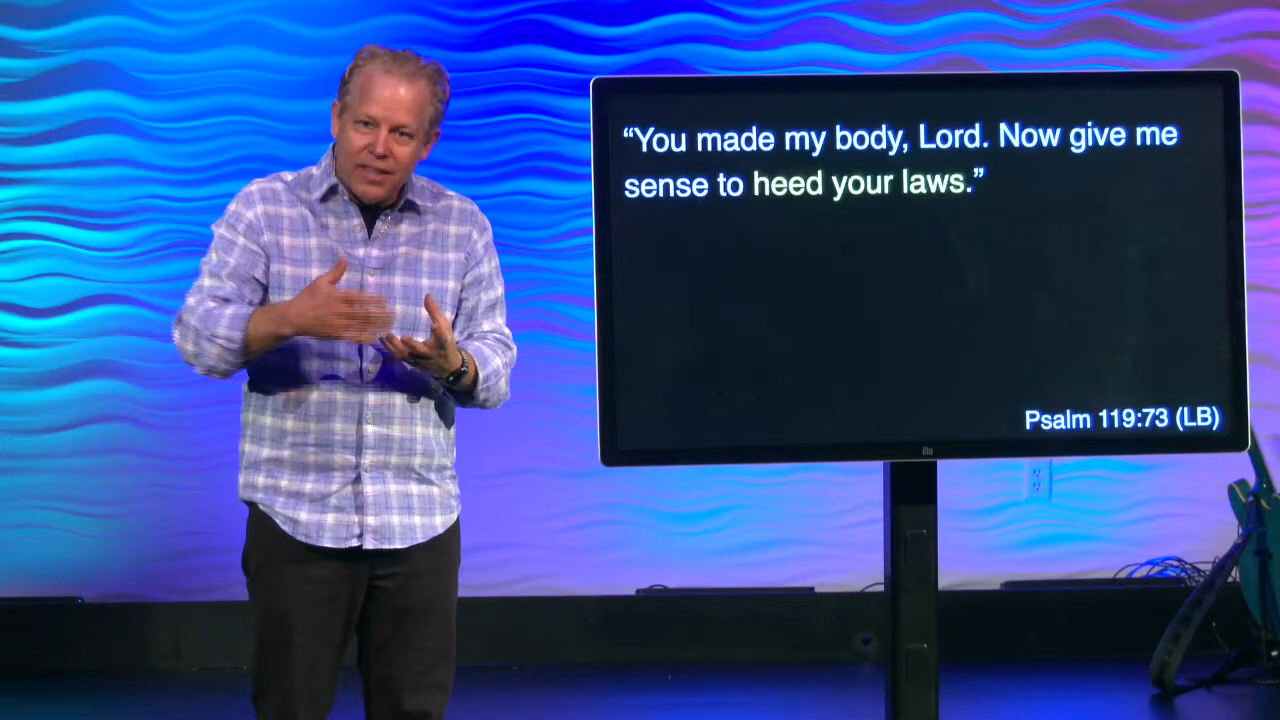 “You made my body, Lord. Now give me
sense to heed your laws.”
Psalm 119:73 (LB)